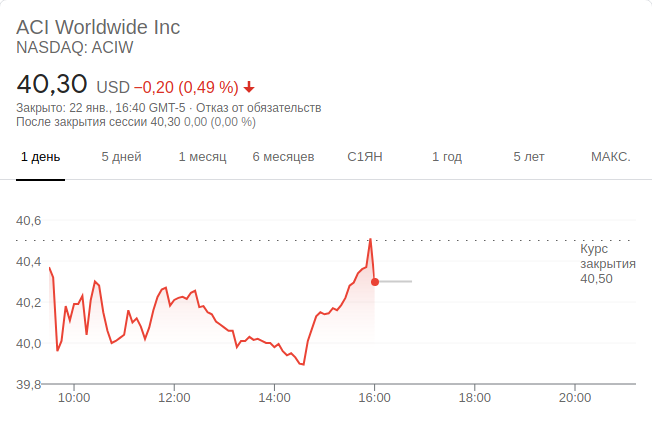 ACI Worldwide Inc
NASDAQ: ACIW
40,30 USD −0,20 (0,49 %)
Закрыто: 22 янв., 16:40 GMT-5 · Отказ от обязательств
После закрытия сессии 40,30 0,00 (0,00 %)
1 день 5 дней 1 месяц 6 месяцев С1ЯН 1 год 5 лет МАКС.
40,6
Курс
закрытия
40,50
40,4
40,2
40,0
39,8
10:00 12:00 14:00 16:00 18:00 20:00